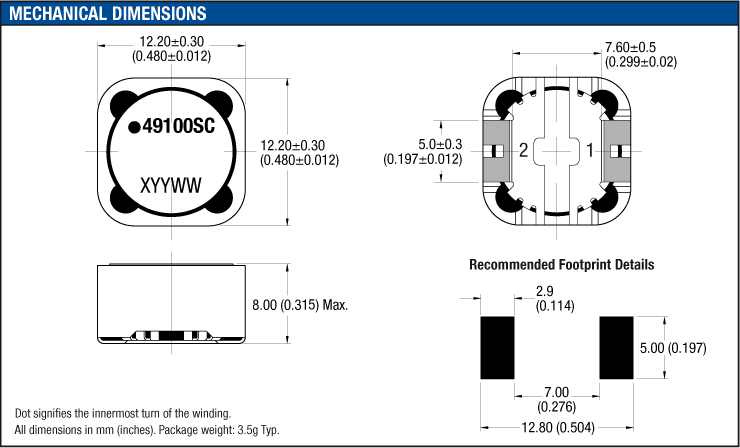 MECHANICAL DIMENSIONS
12.20±0.30
(0.480±0.012)
49100SC
XYYWW
12.20±0.30
(0.480±0.012)
7.60±0.5
(0.299±0.02)
5.0±0.3
(0.197±0.012)
2
1
8.00 (0.315) Max.
Recommended Footprint Details
2.9
(0.114)
5.00 (0.197)
7.00
(0.276)
12.80 (0.504)
Dot signifies the innermost turn of the winding.
All dimensions in mm (inches). Package weight: 3.5g Typ.